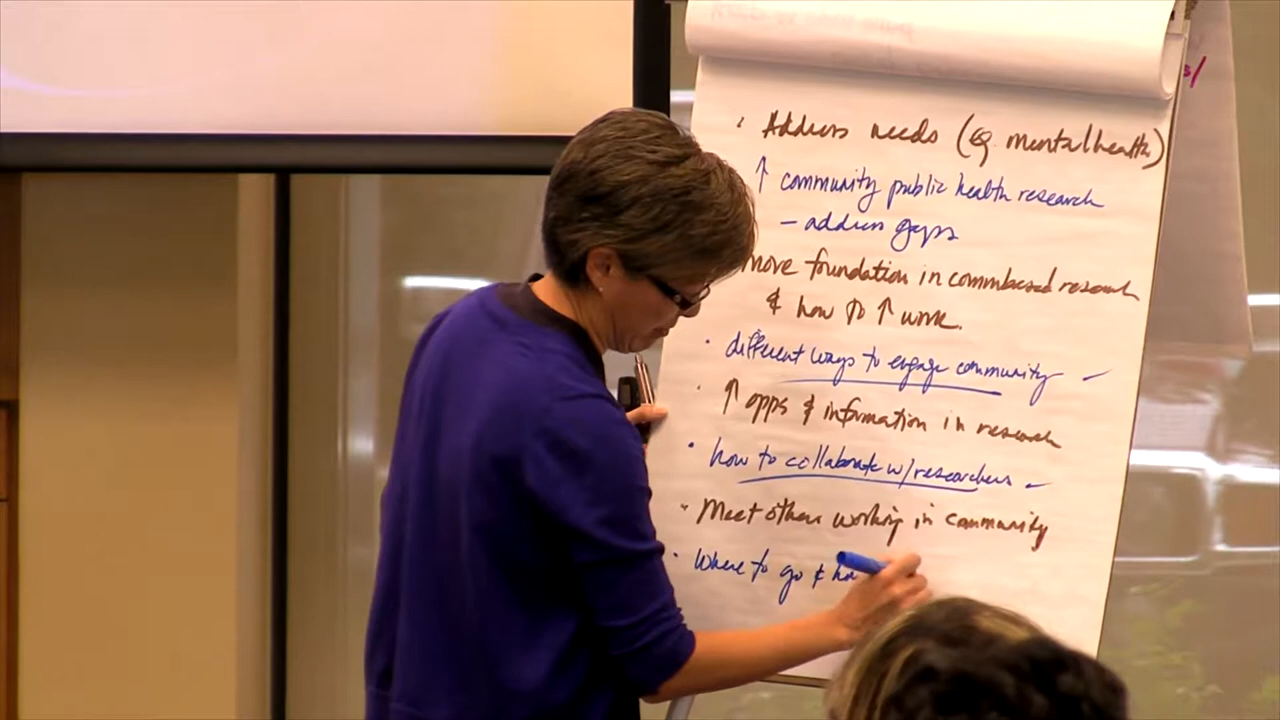 · Address needs (eg. mental health)
↑ community public health research
- address gaps
more foundation in commbased research
& how to ↑ work.
· different ways to engage community -
· ↑ opps & information in research
· how to collaborate w/researchers -
· Meet others working in community
· Where to go & ho